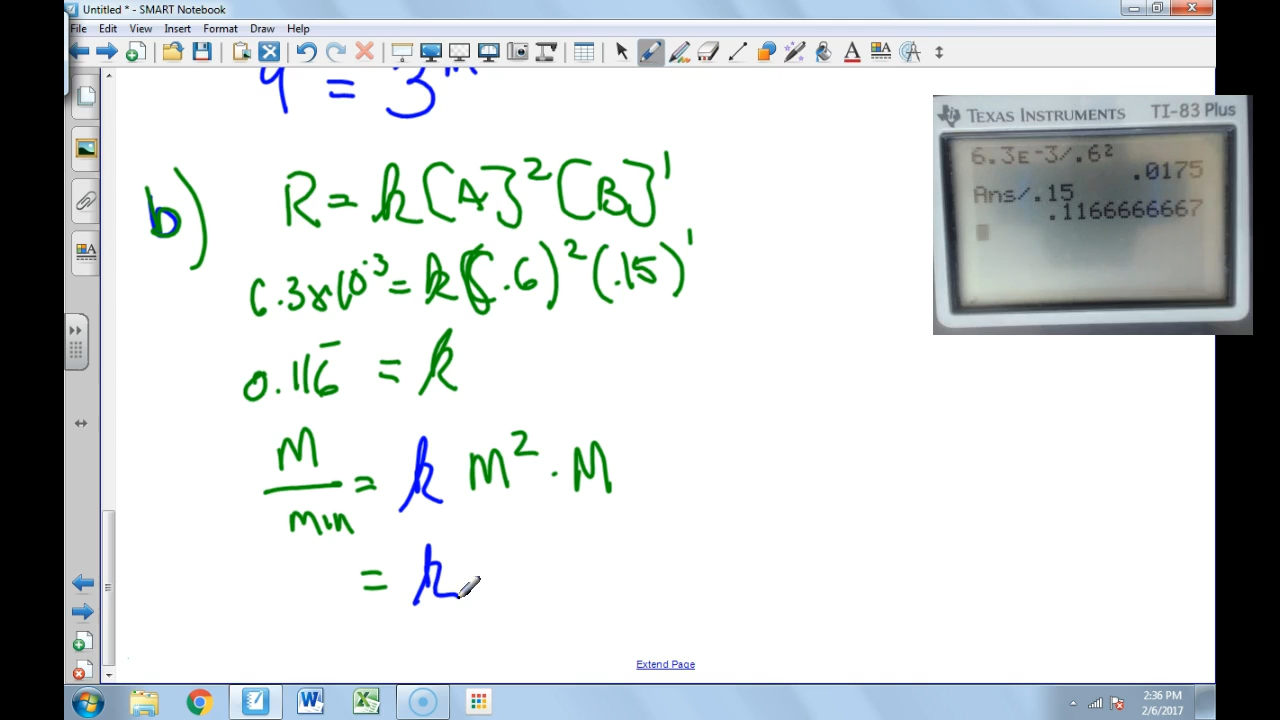 Untitled * - SMART Notebook
File Edit View Insert Format Draw Help
= 3
b) R = k[A]²[B]¹
6.3x10⁻³ = k(.6)²(.15)¹
0.116̄ = k
M/min = k M² · M
= k
Extend Page
TEXAS INSTRUMENTS TI-83 Plus
6.3ᴇ⁻3/.6²
.0175
Ans/.15
.1166666667
2:36 PM
2/6/2017